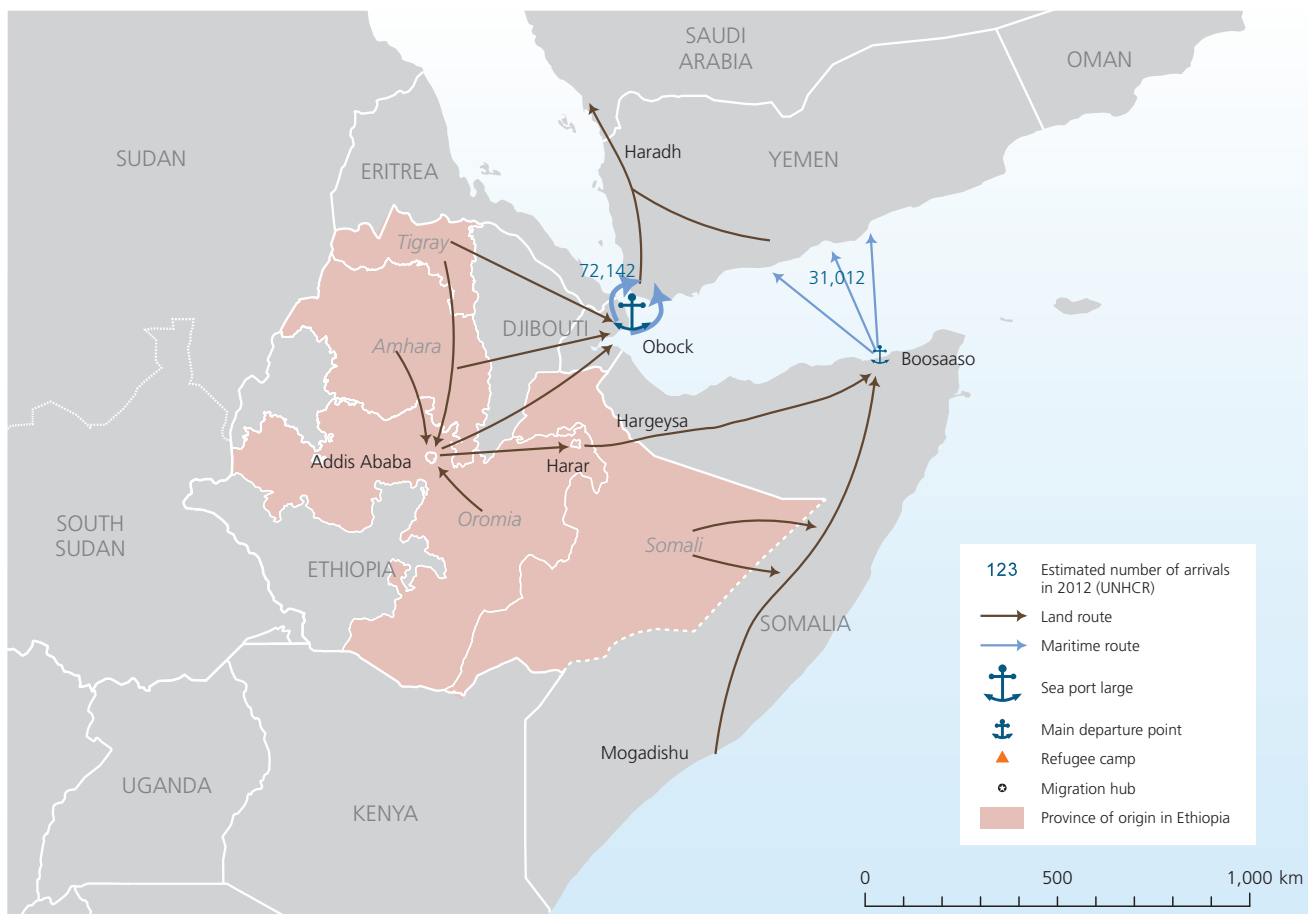 SAUDI
ARABIA
OMAN
SUDAN
Haradh
YEMEN
ERITREA
Tigray
72,142
31,012
DJIBOUTI
Amhara
Obock
Boosaaso
Hargeysa
Addis Ababa
Harar
SOUTH
SUDAN
Oromia
Somali
ETHIOPIA
SOMALIA
Mogadishu
UGANDA
KENYA
123 Estimated number of arrivals
in 2012 (UNHCR)
Land route
Maritime route
Sea port large
Main departure point
Refugee camp
Migration hub
Province of origin in Ethiopia
0 500 1,000 km